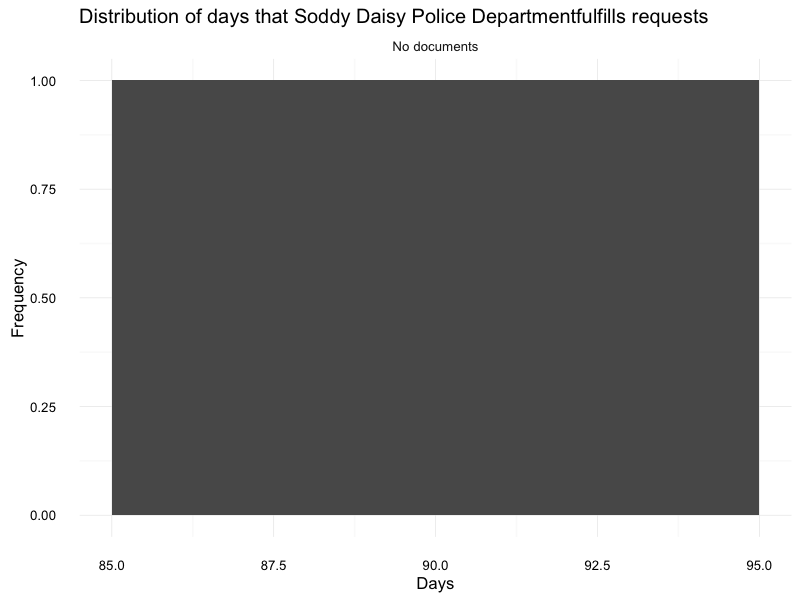 Distribution of days that Soddy Daisy Police Departmentfulfills requests
No documents
1.00
0.75
0.50
0.25
0.00
Frequency
85.0 87.5 90.0 92.5 95.0
Days